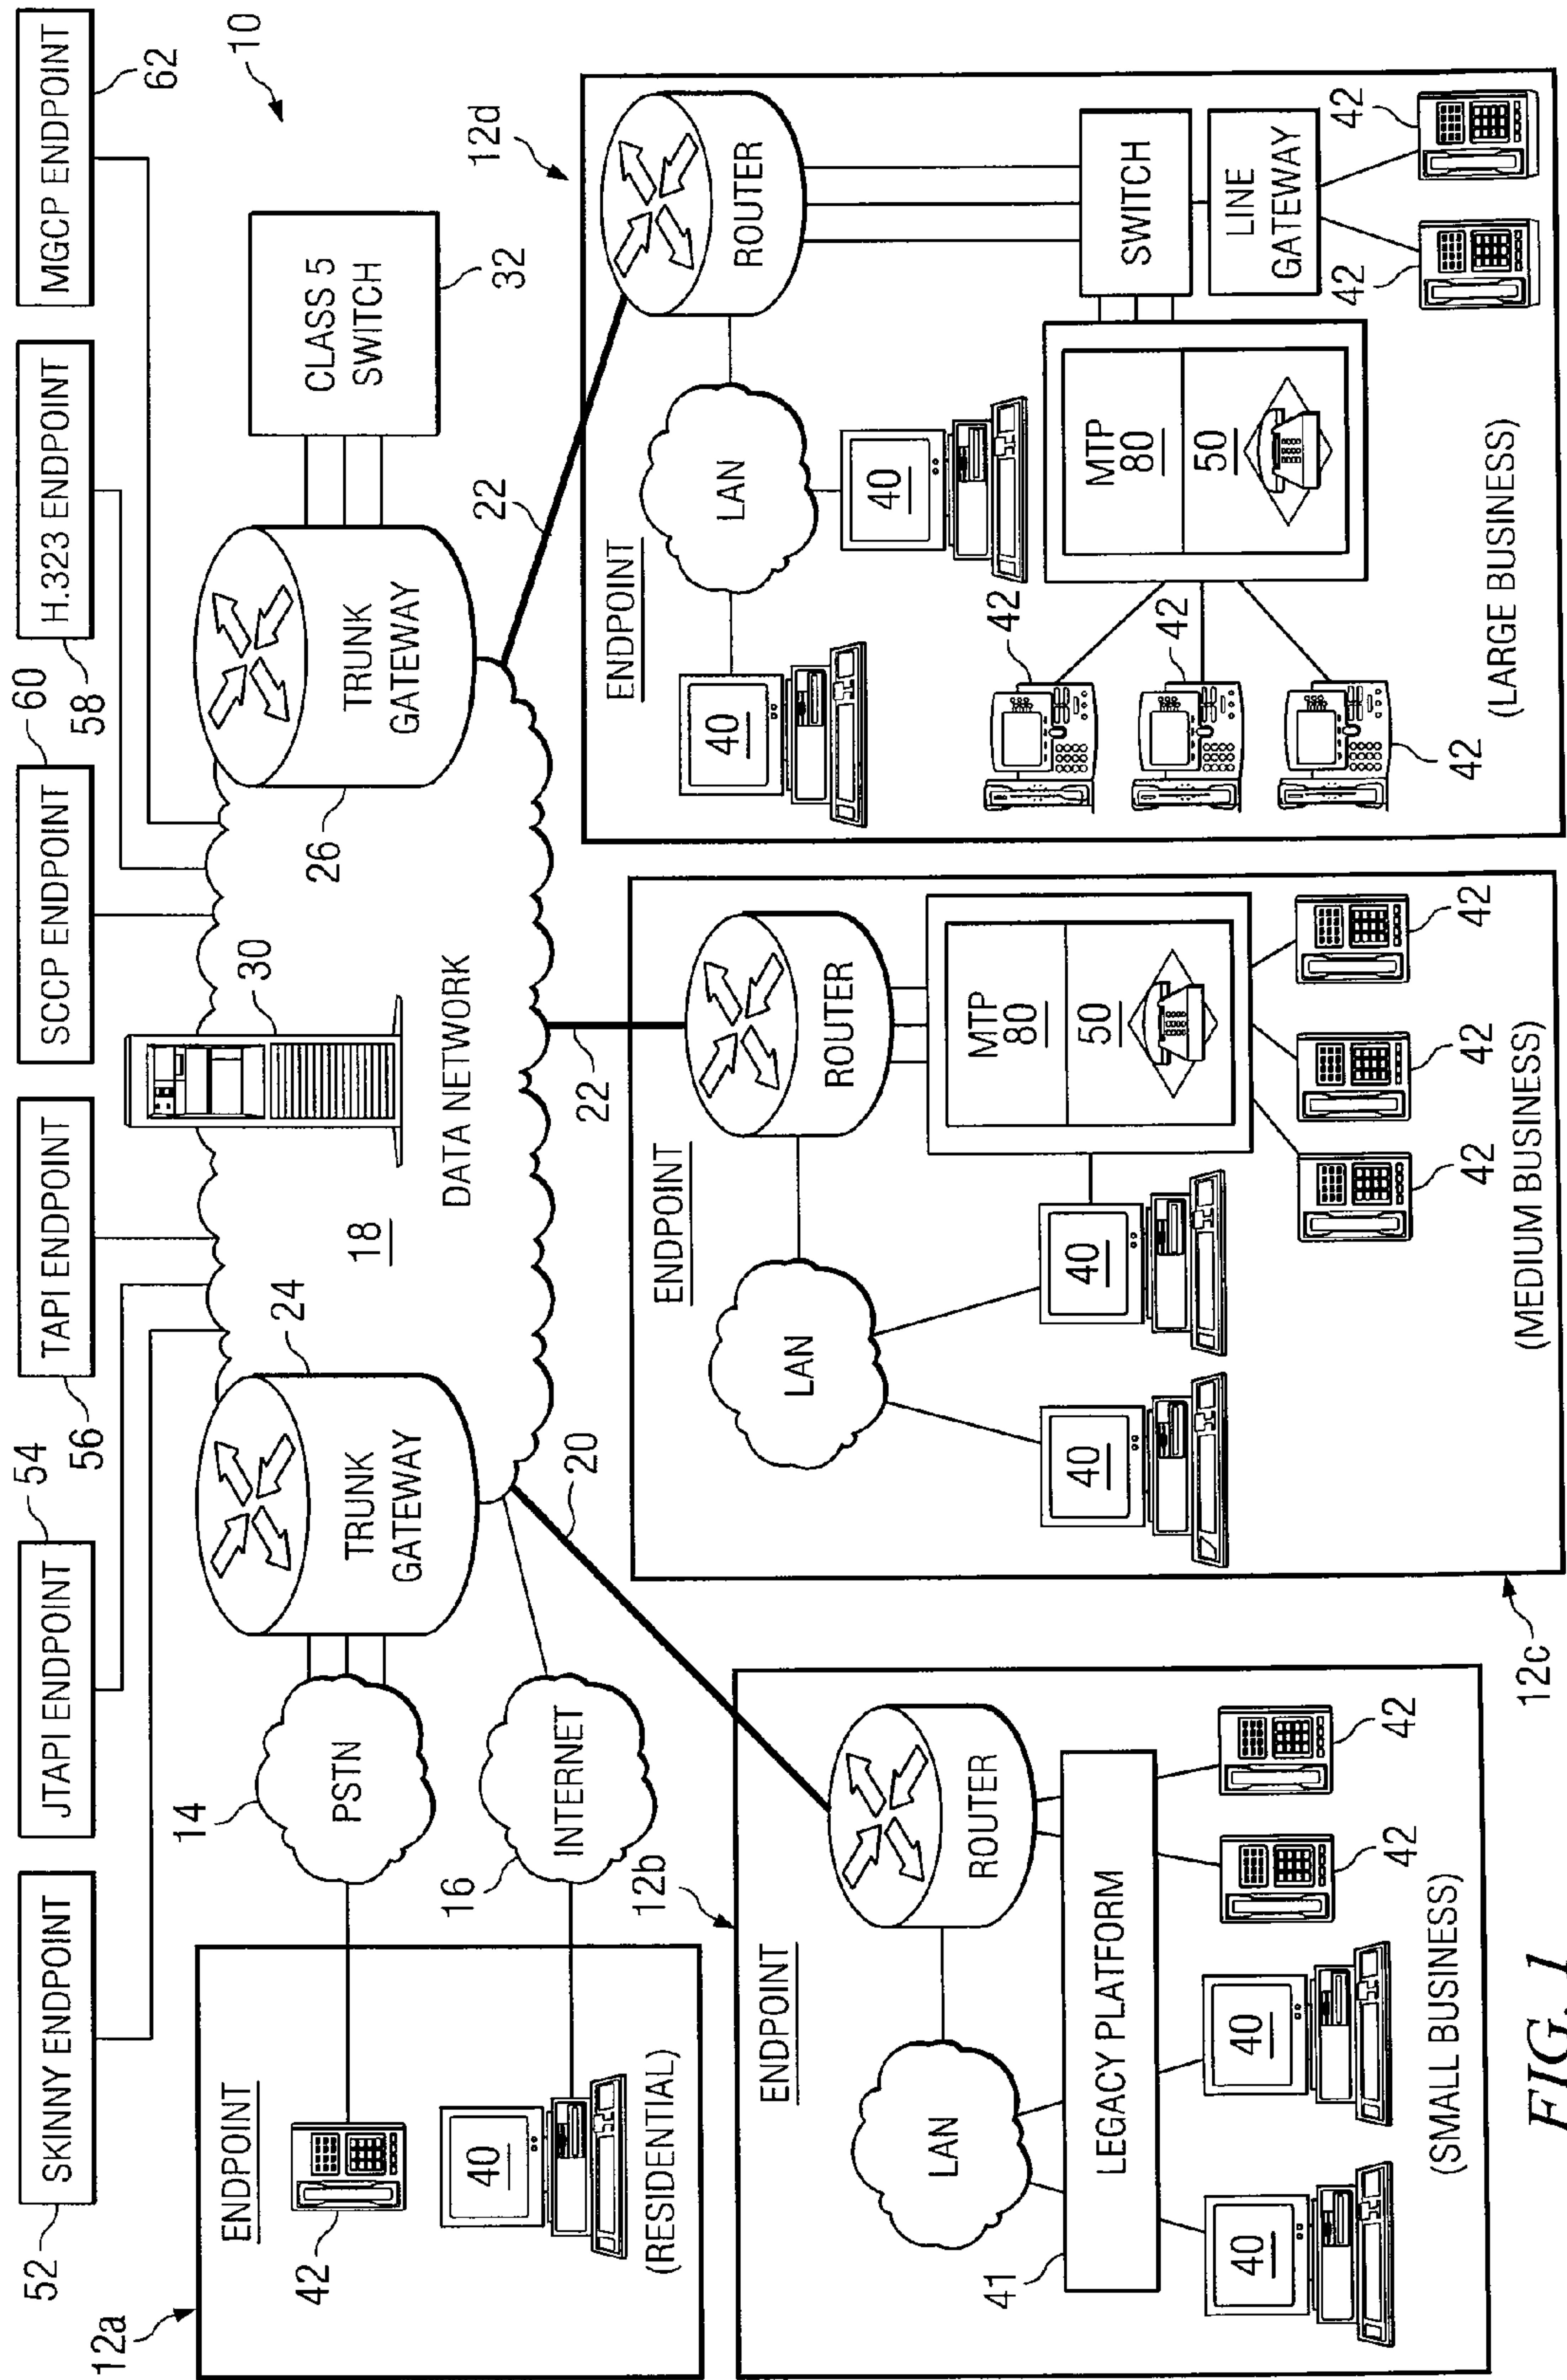 SKINNY ENDPOINT
JTAPI ENDPOINT
TAPI ENDPOINT
SCCP ENDPOINT
H.323 ENDPOINT
MGCP ENDPOINT
52
54
56
60
58
62
10
12a
ENDPOINT
42
40
(RESIDENTIAL)
14
PSTN
16
INTERNET
TRUNK
GATEWAY
24
18
DATA NETWORK
30
TRUNK
GATEWAY
26
CLASS 5
SWITCH
32
20
22
22
12b
ENDPOINT
LAN
ROUTER
41
LEGACY PLATFORM
40
40
42
42
(SMALL BUSINESS)
12c
ENDPOINT
LAN
ROUTER
40
40
MTP
80
50
42
42
42
(MEDIUM BUSINESS)
12d
ENDPOINT
LAN
ROUTER
40
40
MTP
80
50
SWITCH
LINE
GATEWAY
42
42
42
42
42
(LARGE BUSINESS)
FIG. 1